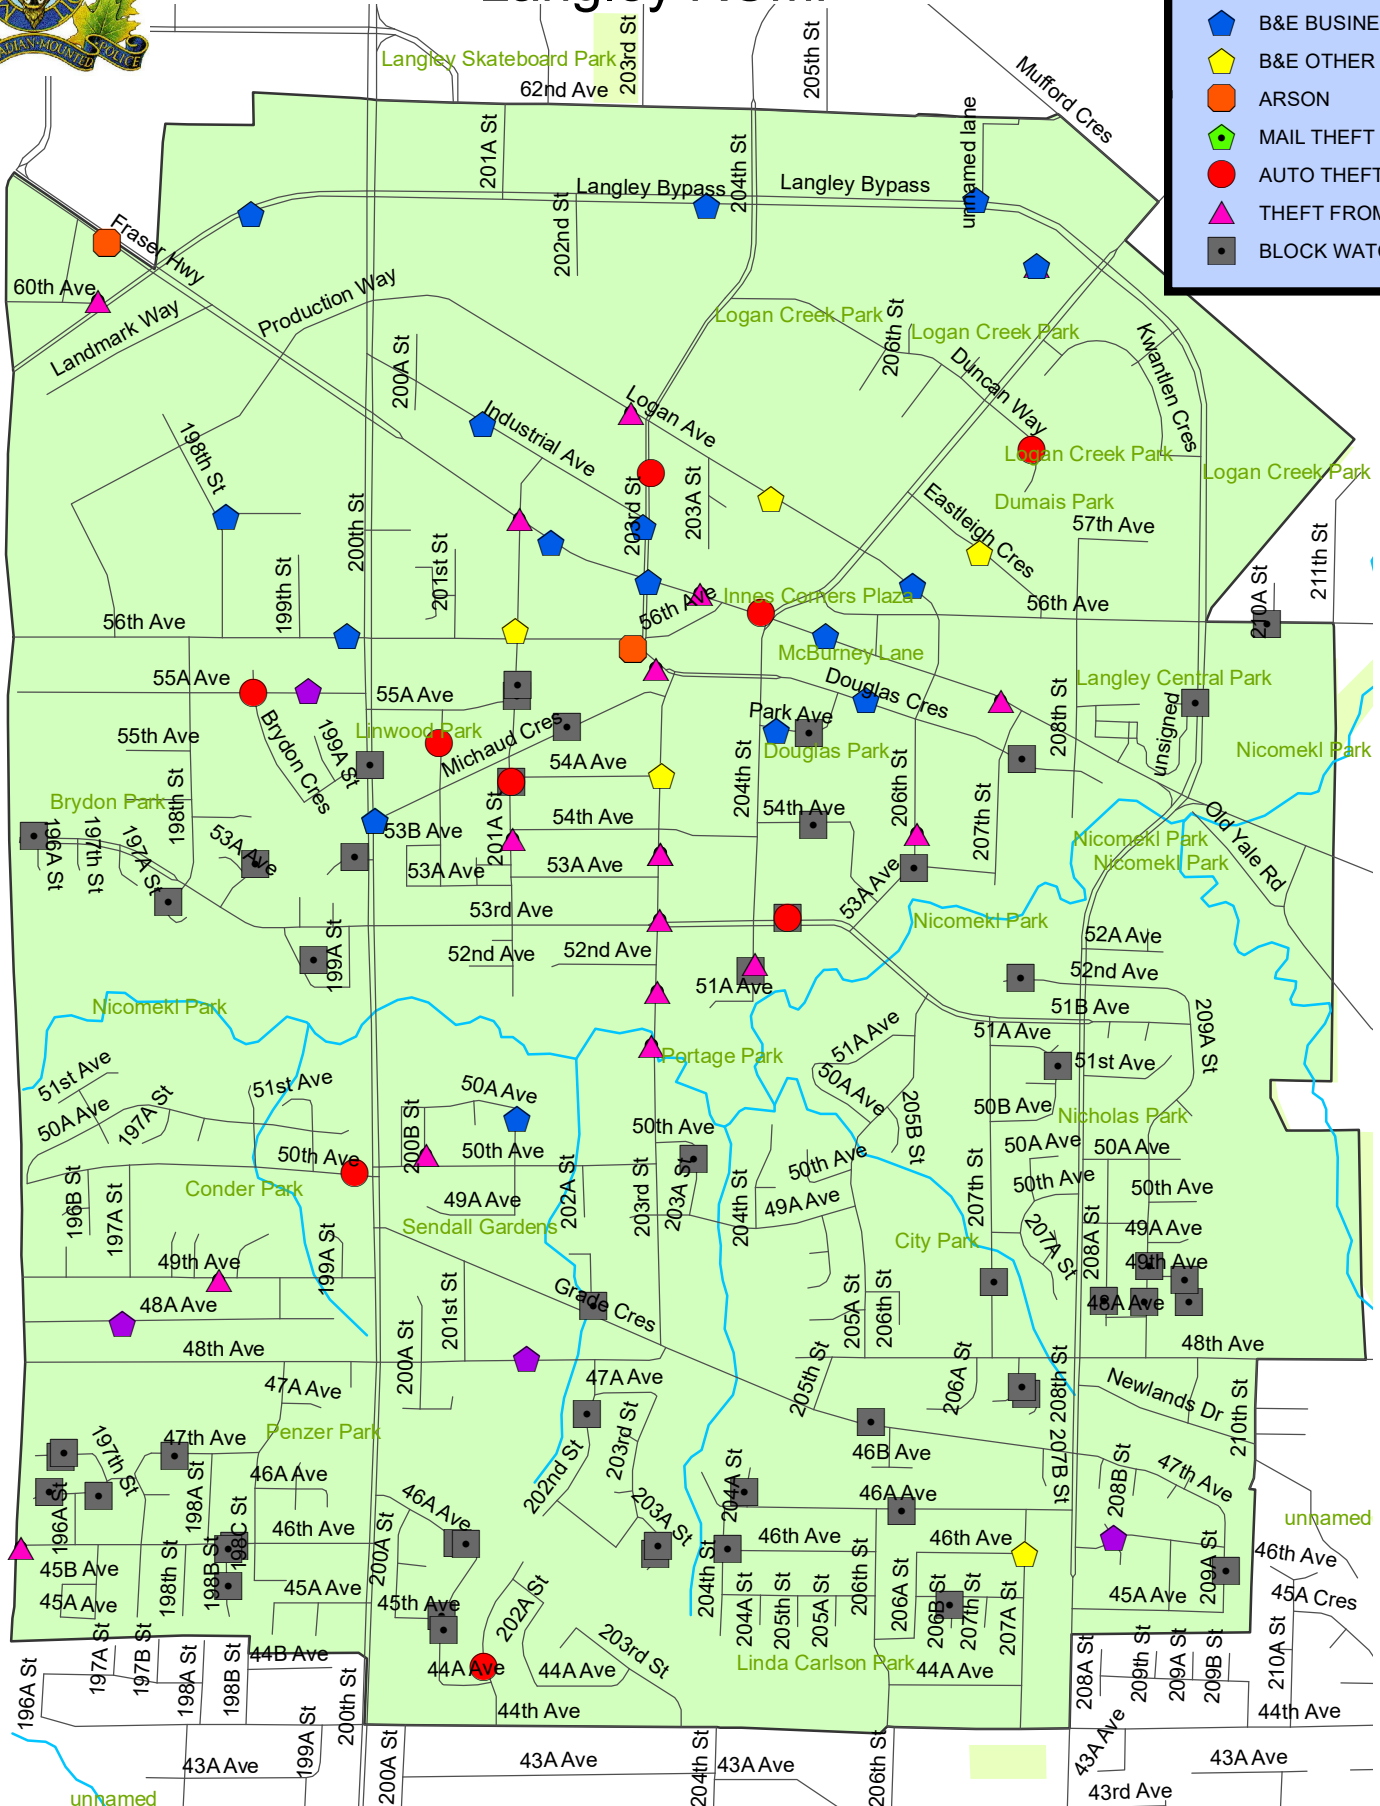 ADIAN MOUNTED POLICE
B&E BUSINE
B&E OTHER
ARSON
MAIL THEFT
AUTO THEFT
THEFT FROM
BLOCK WATC
Langley Skateboard Park
203rd St
205th St
62nd Ave
Mufford Cres
201A St
204th St
unnamed lane
Langley Bypass
Langley Bypass
202nd St
Fraser Hwy
60th Ave
Landmark Way
Production Way
Logan Creek Park
206th St
Logan Creek Park
Kwantlen Cres
200A St
Duncan Way
Logan Ave
Industrial Ave
198th St
Logan Creek Park
Logan Creek Park
200th St
203rd St
203A St
Eastleigh Cres
Dumais Park
57th Ave
211th St
199th St
201st St
210A St
56th Ave
56th Ave
Innes Corners Plaza
56th Ave
McBurney Lane
55A Ave
55A Ave
Douglas Cres
Langley Central Park
208th St
unsigned
Park Ave
55th Ave
Brydon Cres
199A St
Linwood Park
Michaud Cres
Douglas Park
Nicomekl Park
54A Ave
204th St
Brydon Park
198th St
201A St
54th Ave
54th Ave
206th St
207th St
Old Yale Rd
53B Ave
196A St
197th St
197A St
53A Ave
53A Ave
53A Ave
53A Ave
Nicomekl Park
Nicomekl Park
53rd Ave
Nicomekl Park
199A St
52nd Ave
52nd Ave
52A Ave
52nd Ave
51A Ave
Nicomekl Park
51B Ave
209A St
51A Ave
51A Ave
Portage Park
51st Ave
51st Ave
51st Ave
50A Ave
50A Ave
50A Ave
197A St
50B Ave
Nicholas Park
200B St
205B St
50th Ave
50th Ave
50th Ave
50A Ave
50A Ave
50th Ave
50th Ave
50th Ave
Conder Park
196B St
197A St
49A Ave
202A St
203rd St
203A St
204th St
49A Ave
207th St
207A St
208A St
49A Ave
Sendall Gardens
City Park
199A St
49th Ave
49th Ave
48A Ave
48A Ave
Grade Cres
201st St
205A St
206th St
48th Ave
48th Ave
200A St
47A Ave
47A Ave
205th St
206A St
208th St
207B St
Newlands Dr
210th St
Penzer Park
47th Ave
197th St
203rd St
46B Ave
46A Ave
202nd St
204A St
46A Ave
208B St
47th Ave
198A St
196A St
46A Ave
203A St
unnamed
198C St
46th Ave
200A St
46th Ave
46th Ave
46th Ave
45B Ave
198th St
198B St
45A Ave
204th St
206th St
209A St
45A Cres
45A Ave
45th Ave
202A St
204A St
205th St
205A St
206A St
206B St
207th St
207A St
45A Ave
197A St
197B St
198A St
198B St
44B Ave
44A Ave
44A Ave
203rd St
Linda Carlson Park
44A Ave
208A St
209th St
209A St
209B St
210A St
196A St
200th St
44th Ave
44th Ave
199A St
43A Ave
200A St
43A Ave
204th St
43A Ave
206th St
43A Ave
43A Ave
43rd Ave
unnamed